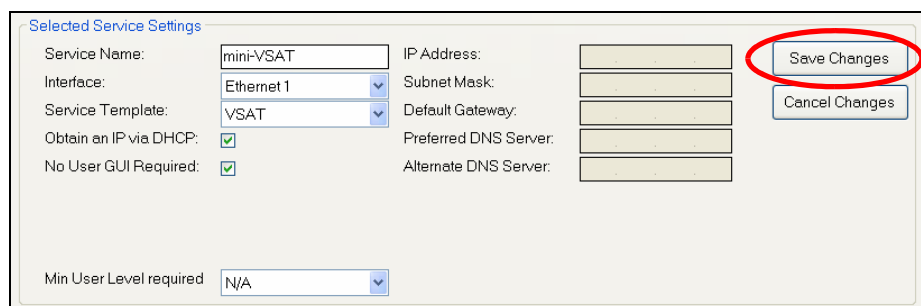 Selected Service Settings
Service Name: mini-VSAT IP Address: Save Changes
Interface: Ethernet 1 Subnet Mask:
Service Template: VSAT Default Gateway: Cancel Changes
Obtain an IP via DHCP: Preferred DNS Server:
No User GUI Required: Alternate DNS Server:
Min User Level required N/A